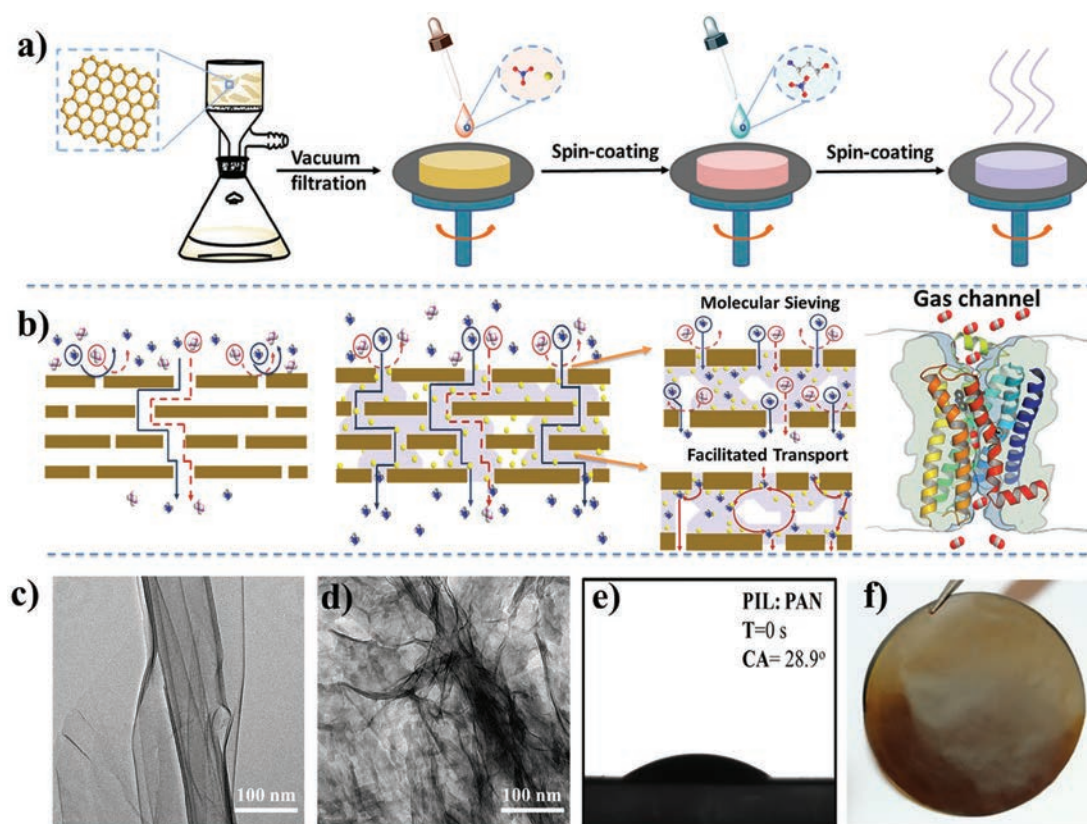 a)
Vacuum
filtration
Spin-coating
Spin-coating
b)
Molecular Sieving
Facilitated Transport
Gas channel
c)
100 nm
d)
100 nm
e)
PIL: PAN
T=0 s
CA= 28.9°
f)